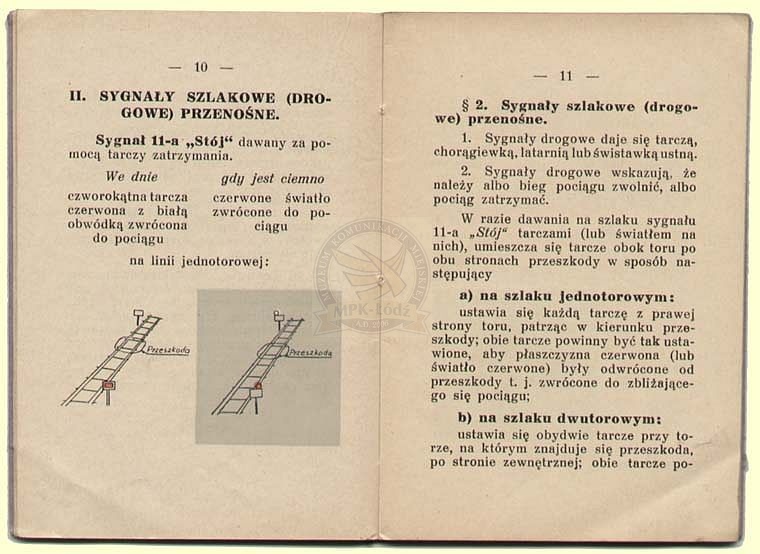 — 10 —
II. SYGNAŁY SZLAKOWE (DRO-
GOWE) PRZENOŚNE.
Sygnał 11-a „Stój“ dawany za po-
mocą tarczy zatrzymania.
We dnie
gdy jest ciemno
czworokątna tarcza
czerwona z białą
obwódką zwrócona
do pociągu
czerwone światło
zwrócone do po-
ciągu
na linii jednotorowej:
Przeszkoda
Przeszkoda
— 11 —
§ 2. Sygnały szlakowe (drogo-
we) przenośne.
1. Sygnały drogowe daje się tarczą,
chorągiewką, latarnią lub świstawką ustną.
2. Sygnały drogowe wskazują, że
należy albo bieg pociągu zwolnić, albo
pociąg zatrzymać.
W razie dawania na szlaku sygnału
11-a „Stój“ tarczami (lub światłem na
nich), umieszcza się tarcze obok toru po
obu stronach przeszkody w sposób na-
stępujący
a) na szlaku jednotorowym:
ustawia się każdą tarczę z prawej
strony toru, patrząc w kierunku prze-
szkody; obie tarcze powinny być tak usta-
wione, aby płaszczyzna czerwona (lub
światło czerwone) były odwrócone od
przeszkody t. j. zwrócone do zbliżające-
go się pociągu;
b) na szlaku dwutorowym:
ustawia się obydwie tarcze przy to-
rze, na którym znajduje się przeszkoda,
po stronie zewnętrznej; obie tarcze po-
MPK-Łódź